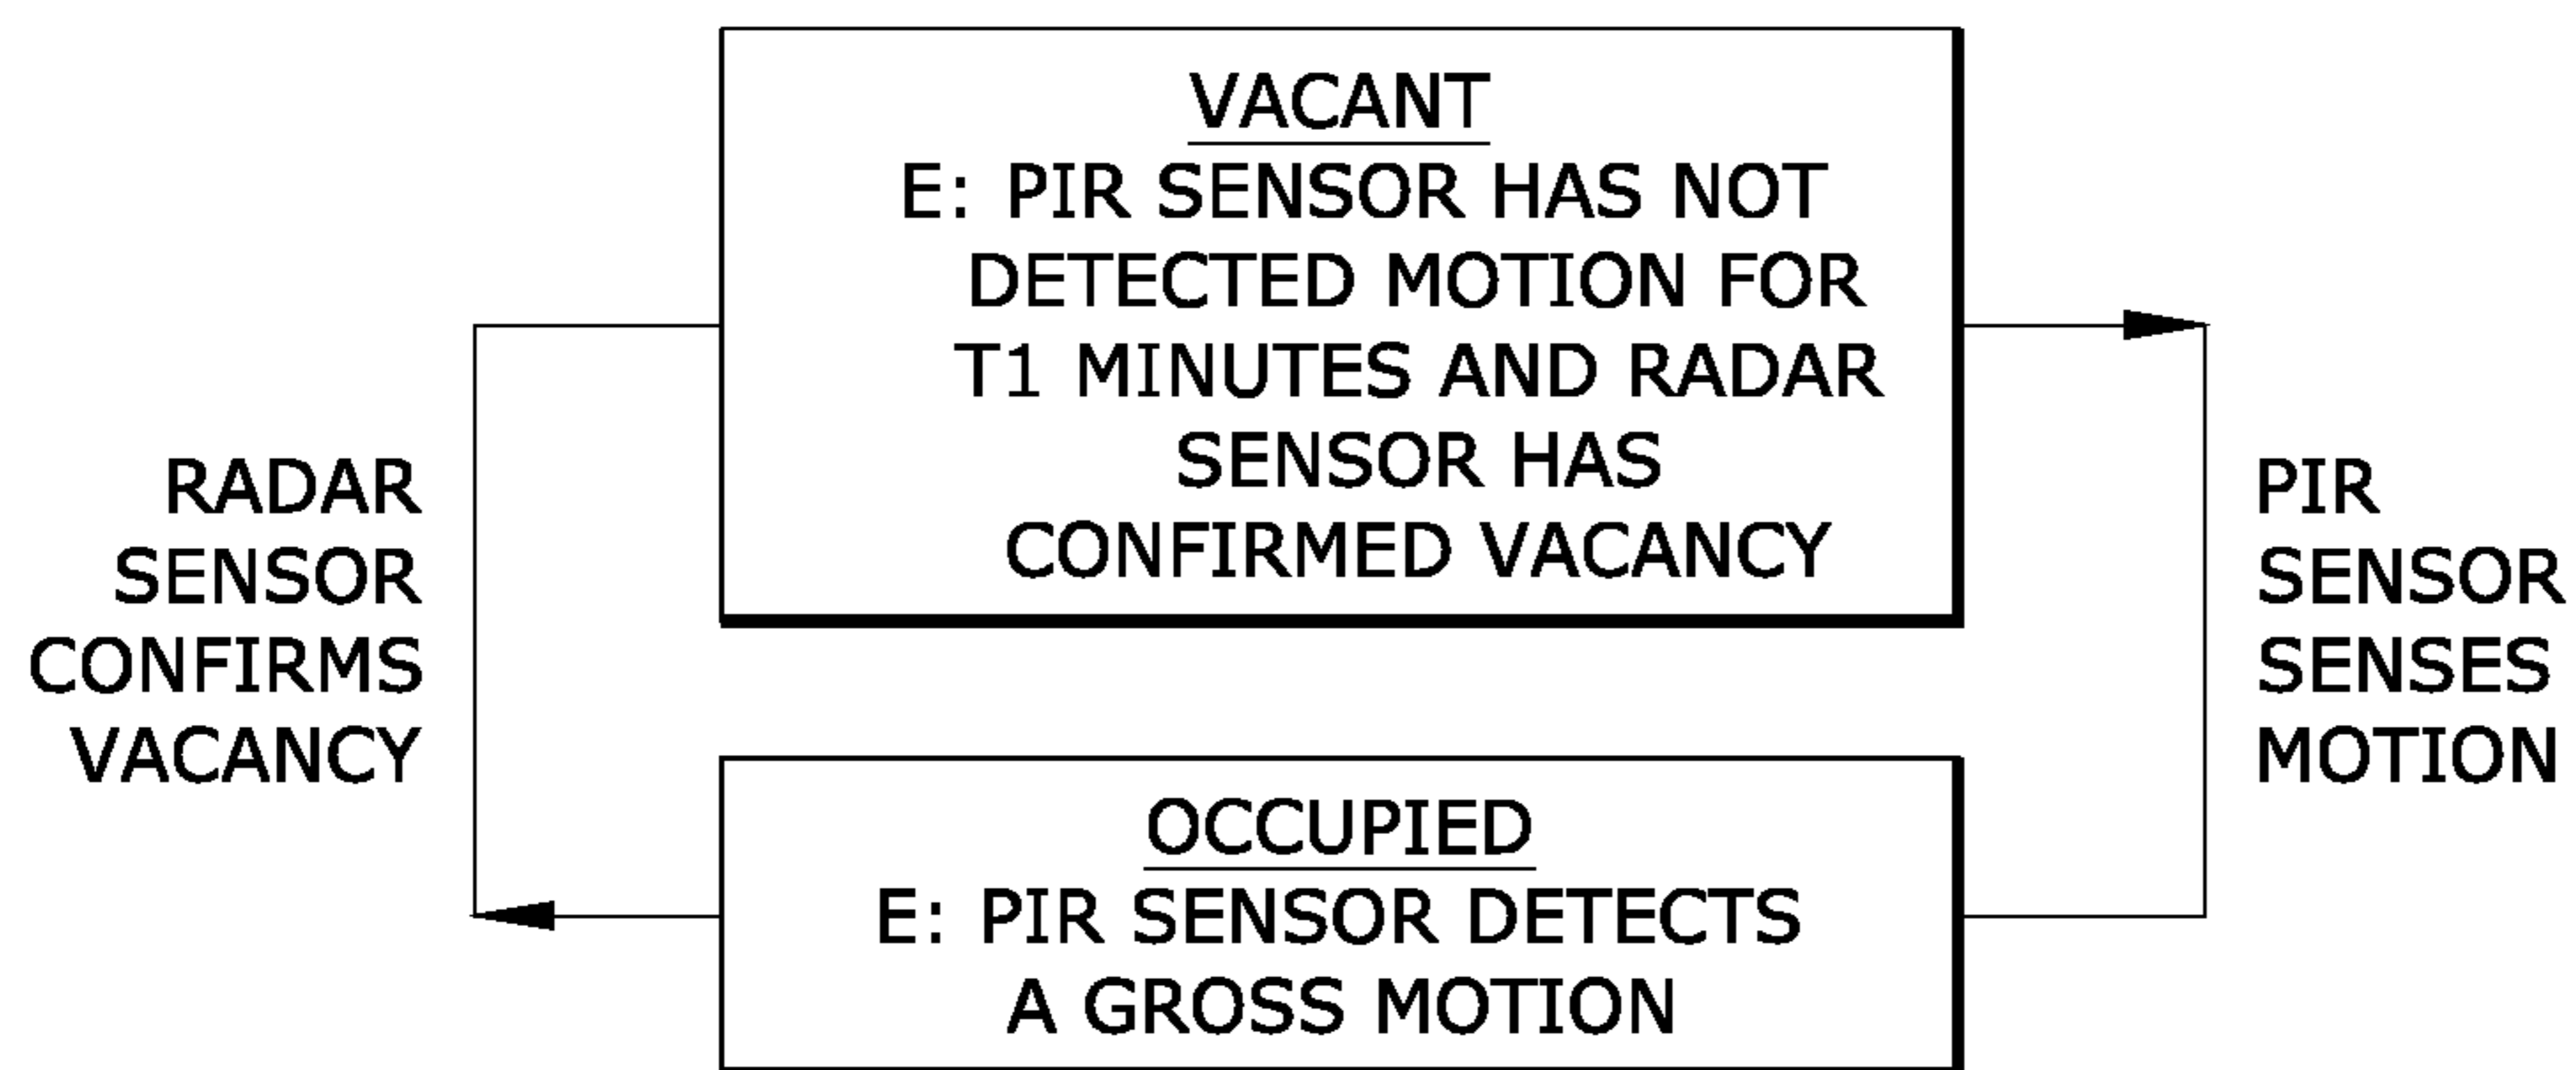 VACANT
E: PIR SENSOR HAS NOT
DETECTED MOTION FOR
T1 MINUTES AND RADAR
SENSOR HAS
CONFIRMED VACANCY
RADAR
SENSOR
CONFIRMS
VACANCY
PIR
SENSOR
SENSES
MOTION
OCCUPIED
E: PIR SENSOR DETECTS
A GROSS MOTION